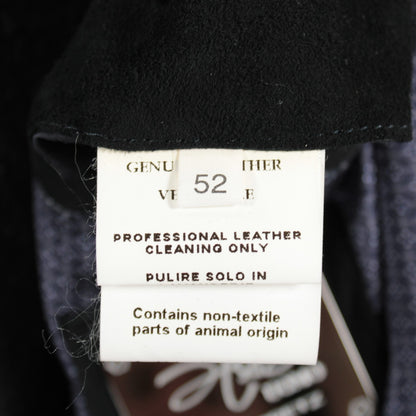 52
PROFESSIONAL LEATHER
CLEANING ONLY
PULIRE SOLO IN
Contains non-textile
parts of animal origin